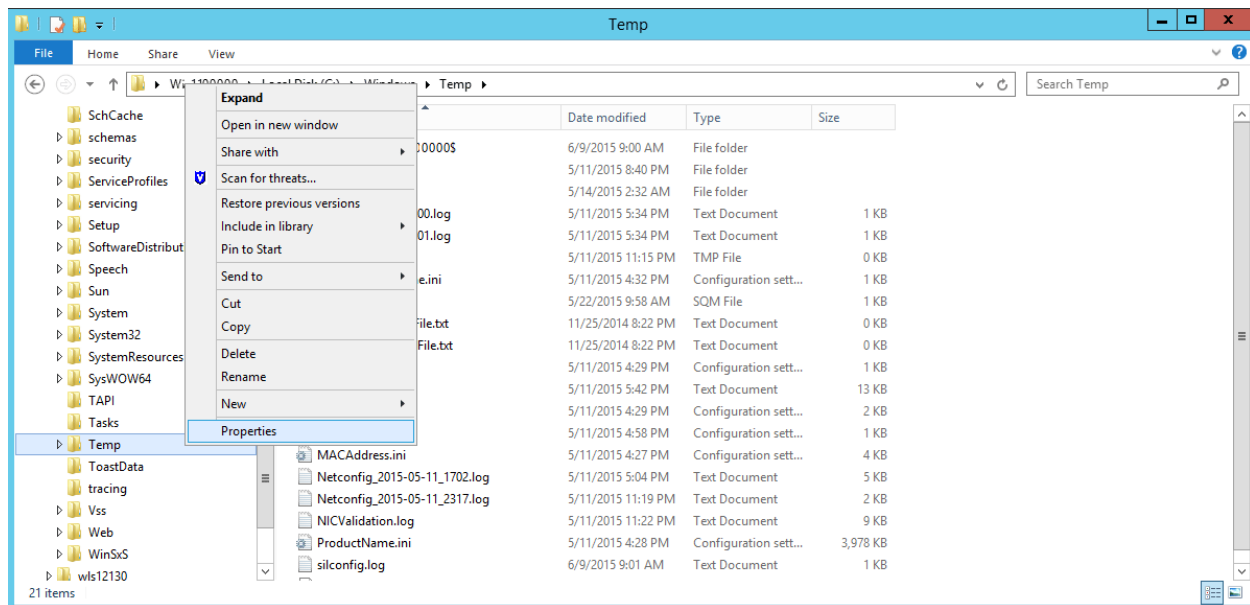 Temp
File Home Share View
Local Disk (C:) Windows Temp Search Temp
SchCache
schemas
security
ServiceProfiles
servicing
Setup
SoftwareDistribut
Speech
Sun
System
System32
SystemResources
SysWOW64
TAPI
Tasks
Temp
ToastData
tracing
Vss
Web
WinSxS
wls12130
Expand
Open in new window
Share with
Scan for threats...
Restore previous versions
Include in library
Pin to Start
Send to
Cut
Copy
Delete
Rename
New
Properties
Date modified Type Size
0000$ 6/9/2015 9:00 AM File folder
5/11/2015 8:40 PM File folder
5/14/2015 2:32 AM File folder
00.log 5/11/2015 5:34 PM Text Document 1 KB
01.log 5/11/2015 5:34 PM Text Document 1 KB
5/11/2015 11:15 PM TMP File 0 KB
e.ini 5/11/2015 4:32 PM Configuration sett... 1 KB
5/22/2015 9:58 AM SQM File 1 KB
File.txt 11/25/2014 8:22 PM Text Document 0 KB
File.txt 11/25/2014 8:22 PM Text Document 0 KB
5/11/2015 4:29 PM Configuration sett... 1 KB
5/11/2015 5:42 PM Text Document 13 KB
5/11/2015 4:29 PM Configuration sett... 2 KB
5/11/2015 4:58 PM Configuration sett... 1 KB
MACAddress.ini 5/11/2015 4:27 PM Configuration sett... 4 KB
Netconfig_2015-05-11_1702.log 5/11/2015 5:04 PM Text Document 5 KB
Netconfig_2015-05-11_2317.log 5/11/2015 11:19 PM Text Document 2 KB
NICValidation.log 5/11/2015 11:22 PM Text Document 9 KB
ProductName.ini 5/11/2015 4:28 PM Configuration sett... 3,978 KB
silconfig.log 6/9/2015 9:01 AM Text Document 1 KB
21 items